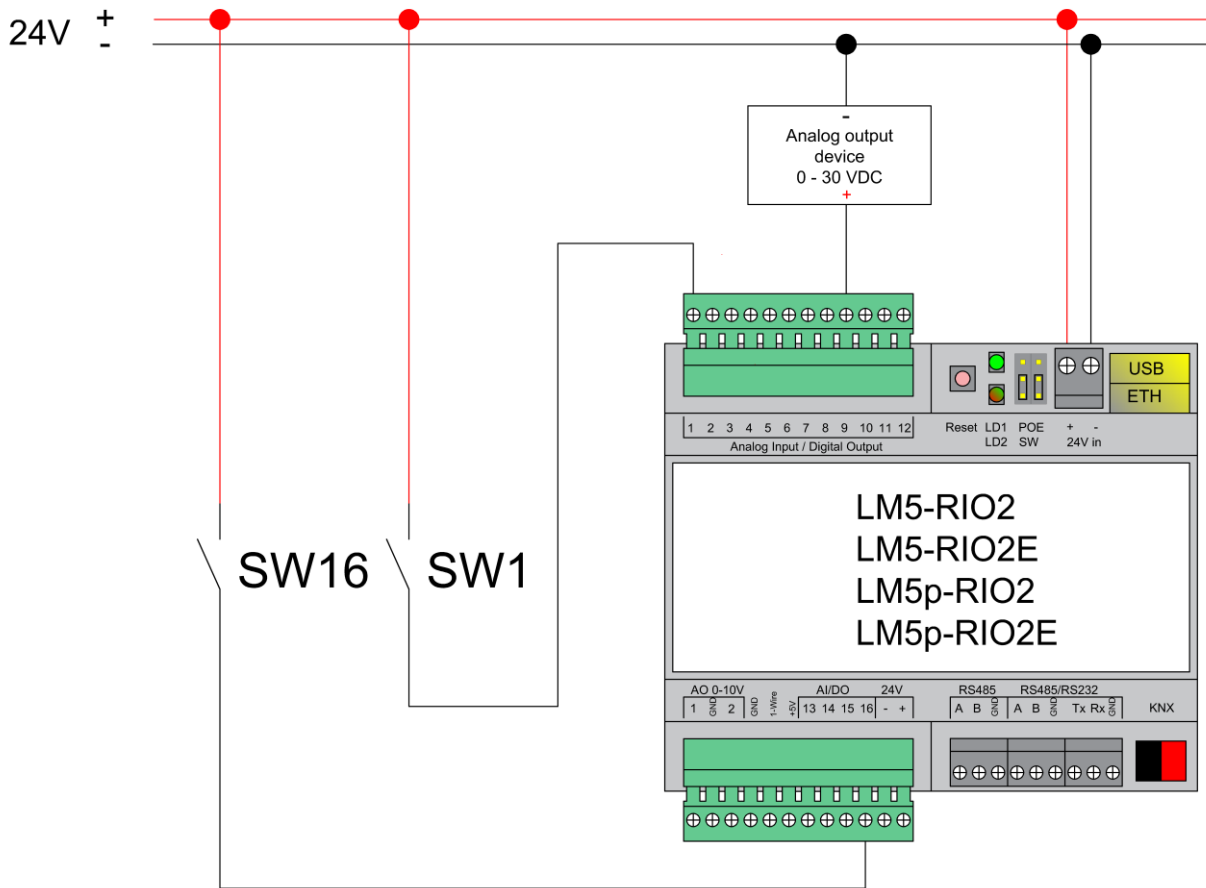 24V + -
-
Analog output
device
0 - 30 VDC
+
1 2 3 4 5 6 7 8 9 10 11 12
Analog Input / Digital Output
Reset LD1 POE + -
LD2 SW 24V in
USB
ETH
LM5-RIO2
LM5-RIO2E
LM5p-RIO2
LM5p-RIO2E
SW16 SW1
AO 0-10V AI/DO 24V RS485 RS485/RS232
1 GND 2 GND 1-Wire +5V 13 14 15 16 - + A B GND A B GND Tx Rx GND KNX